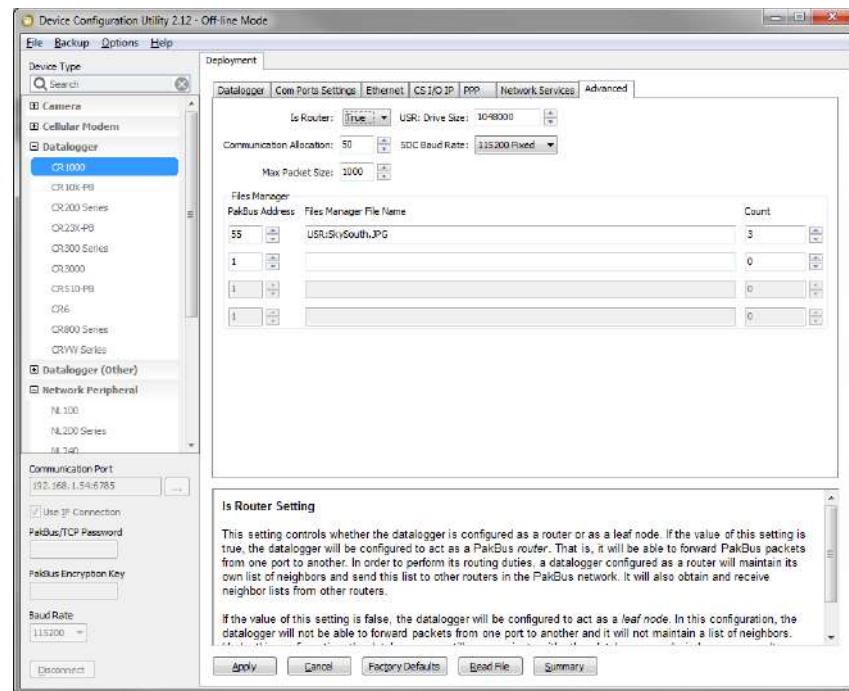 Device Configuration Utility 2.12 - Off-line Mode
File Backup Options Help
Device Type
Search
Camera
Cellular Modem
Datalogger
CR1000
CR10X-PB
CR200 Series
CR23X-PB
CR300 Series
CR3000
CR510-PB
CR6
CR800 Series
CRVW Series
Datalogger (Other)
Network Peripheral
NL100
NL200 Series
NL240
Communication Port
192.168.1.54:6785
...
Use IP Connection
PakBus/TCP Password
PakBus Encryption Key
Baud Rate
115200
Disconnect
Deployment
Datalogger Com Ports Settings Ethernet CS I/O IP PPP Network Services Advanced
Is Router: True USR: Drive Size: 1048000
Communication Allocation: 50 SDC Baud Rate: 115200 Fixed
Max Packet Size: 1000
Files Manager
PakBus Address Files Manager File Name Count
55 USR:SkySouth.JPG 3
1 0
1 0
1 0
Is Router Setting
This setting controls whether the datalogger is configured as a router or as a leaf node. If the value of this setting is
true, the datalogger will be configured to act as a PakBus router. That is, it will be able to forward PakBus packets
from one port to another. In order to perform its routing duties, a datalogger configured as a router will maintain its
own list of neighbors and send this list to other routers in the PakBus network. It will also obtain and receive
neighbor lists from other routers.
If the value of this setting is false, the datalogger will be configured to act as a leaf node. In this configuration, the
datalogger will not be able to forward packets from one port to another and it will not maintain a list of neighbors.
Apply Cancel Factory Defaults Read File Summary